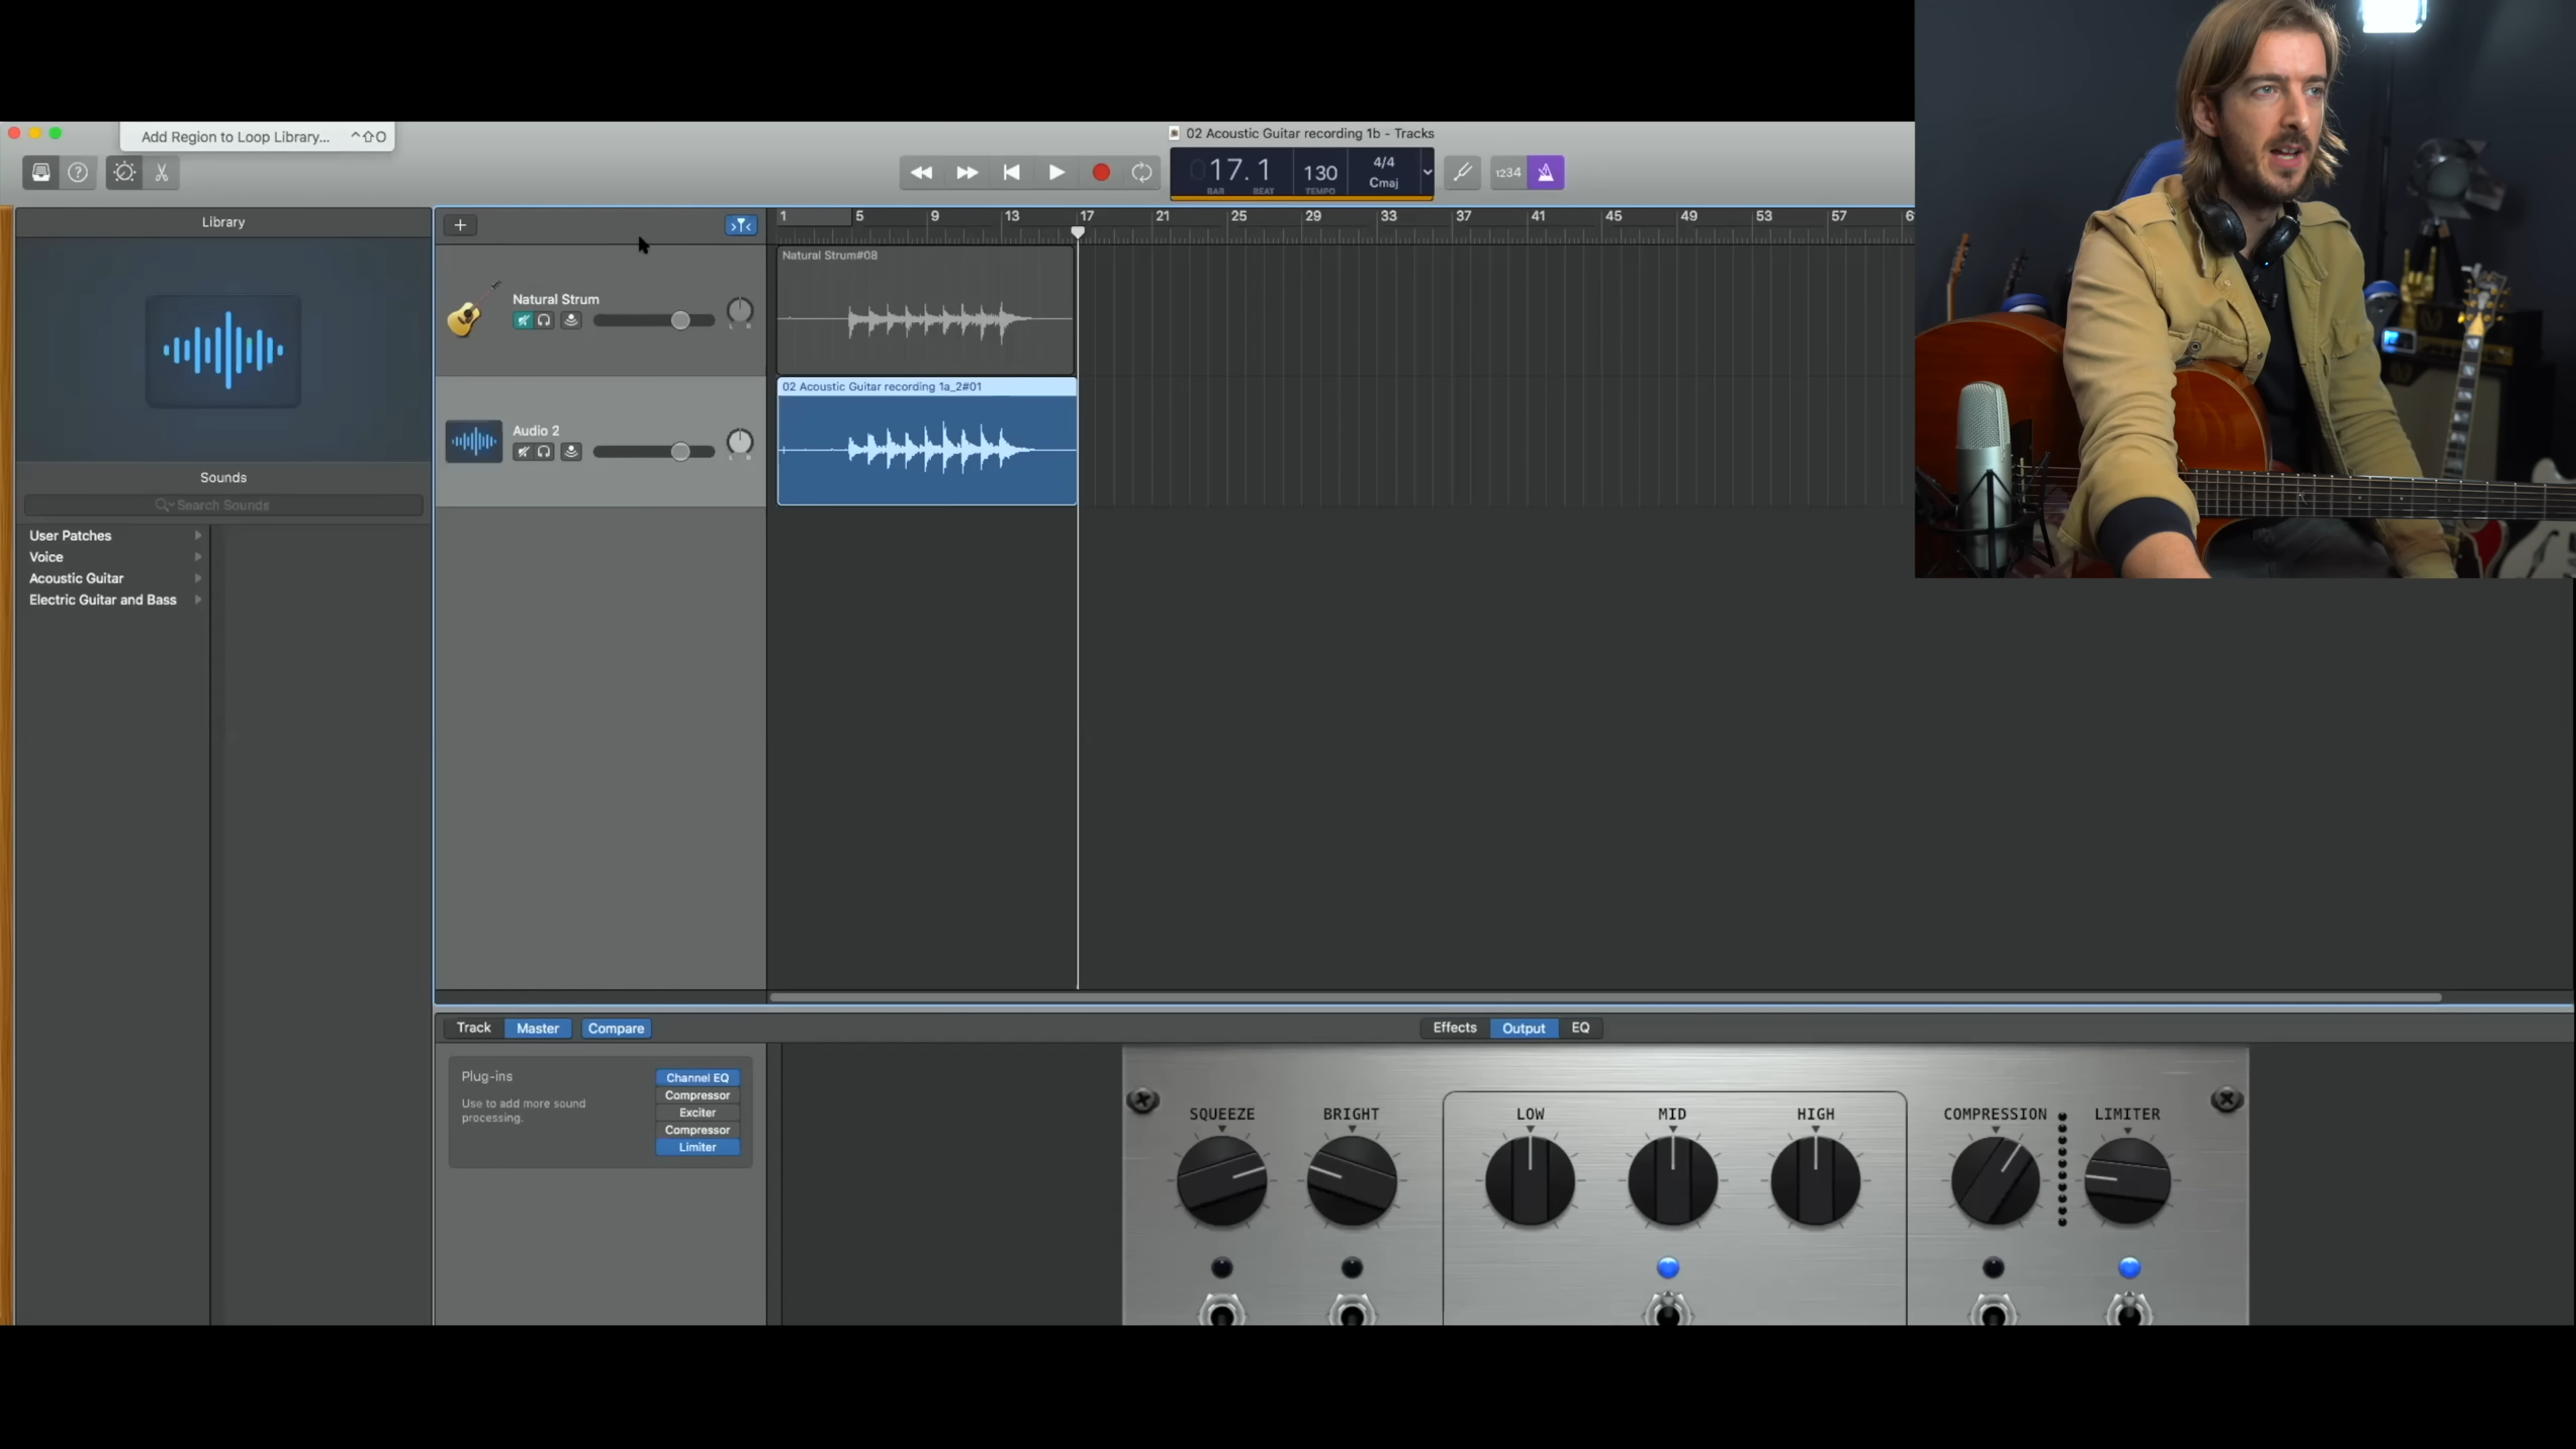 Add Region to Loop Library... ^⇧O
02 Acoustic Guitar recording 1b - Tracks
017.1 130 4/4
Cmaj
BAR BEAT TEMPO
1234
Library
1 5 9 13 17 21 25 29 33 37 41 45 49 53 57 6
Natural Strum#08
Natural Strum
L R
02 Acoustic Guitar recording 1a_2#01
Audio 2
L R
Sounds
Search Sounds
User Patches
Voice
Acoustic Guitar
Electric Guitar and Bass
Track Master Compare
Effects Output EQ
Plug-ins
Use to add more sound
processing.
Channel EQ
Compressor
Exciter
Compressor
Limiter
SQUEEZE BRIGHT LOW MID HIGH COMPRESSION LIMITER